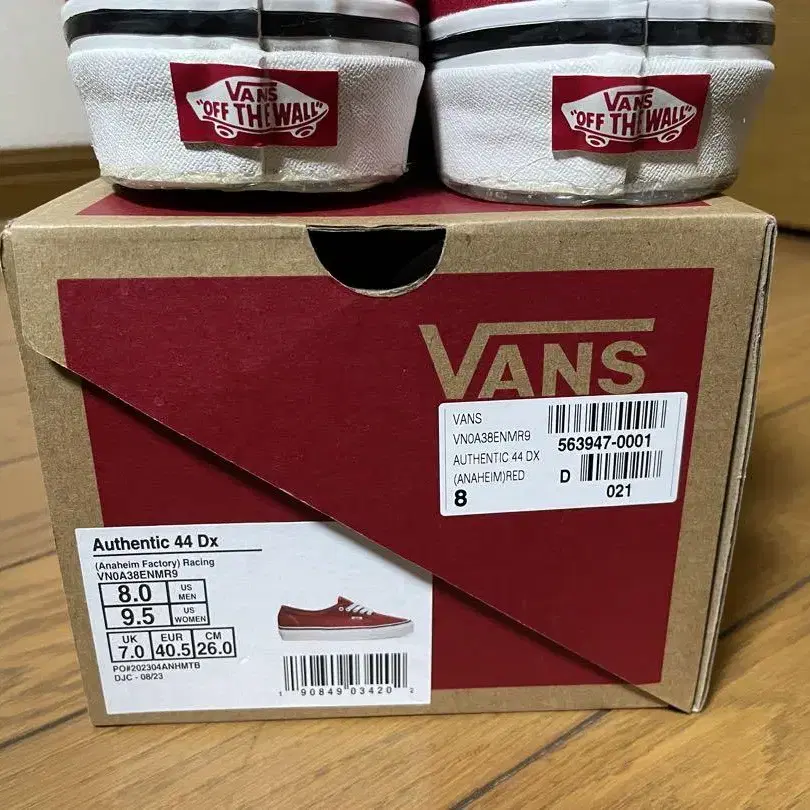 VANS
"OFF THE WALL"
VANS
"OFF THE WALL"
VANS
VANS
VN0A38ENMR9
563947-0001
AUTHENTIC 44 DX
(ANAHEIM)RED
D
8
021
Authentic 44 Dx
(Anaheim Factory) Racing
VN0A38ENMR9
8.0 US MEN
9.5 US WOMEN
UK EUR CM
7.0 40.5 26.0
PO#202304ANHMTB
DJC - 08/23
1 90849 03420 2